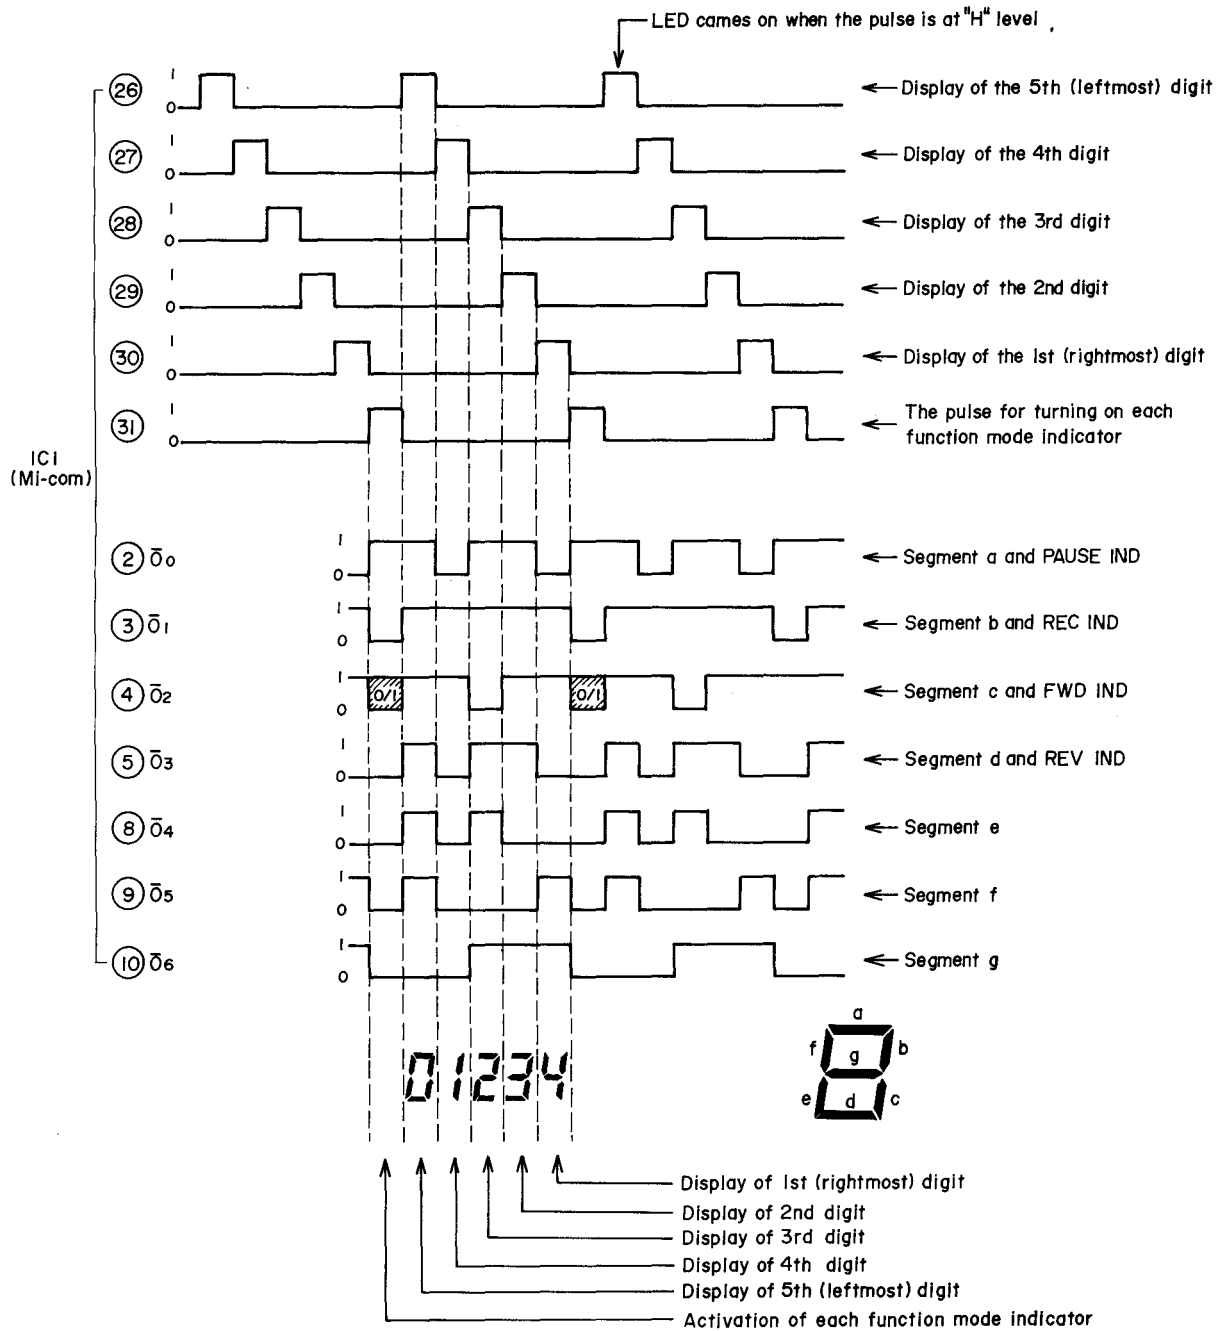 LED cames on when the pulse is at "H" level
26 1 0 ← Display of the 5th (leftmost) digit
27 1 0 ← Display of the 4th digit
28 1 0 ← Display of the 3rd digit
29 1 0 ← Display of the 2nd digit
30 1 0 ← Display of the 1st (rightmost) digit
31 1 0 ← The pulse for turning on each
function mode indicator
IC1
(Mi-com)
2 Ō0 1 0 ← Segment a and PAUSE IND
3 Ō1 1 0 ← Segment b and REC IND
4 Ō2 1 0 0/1 0/1 ← Segment c and FWD IND
5 Ō3 1 0 ← Segment d and REV IND
8 Ō4 1 0 ← Segment e
9 Ō5 1 0 ← Segment f
10 Ō6 1 0 ← Segment g
01234
a
f g b
e d c
Display of 1st (rightmost) digit
Display of 2nd digit
Display of 3rd digit
Display of 4th digit
Display of 5th (leftmost) digit
Activation of each function mode indicator